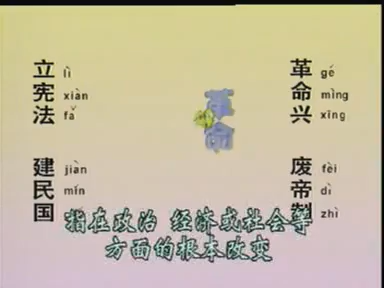 革命兴
gé mìng xīng
废帝制
fèi dì zhì
立宪法
lì xiàn fǎ
建民国
jiàn mín guó
革命
指在政治 经济或社会等
方面的根本改变